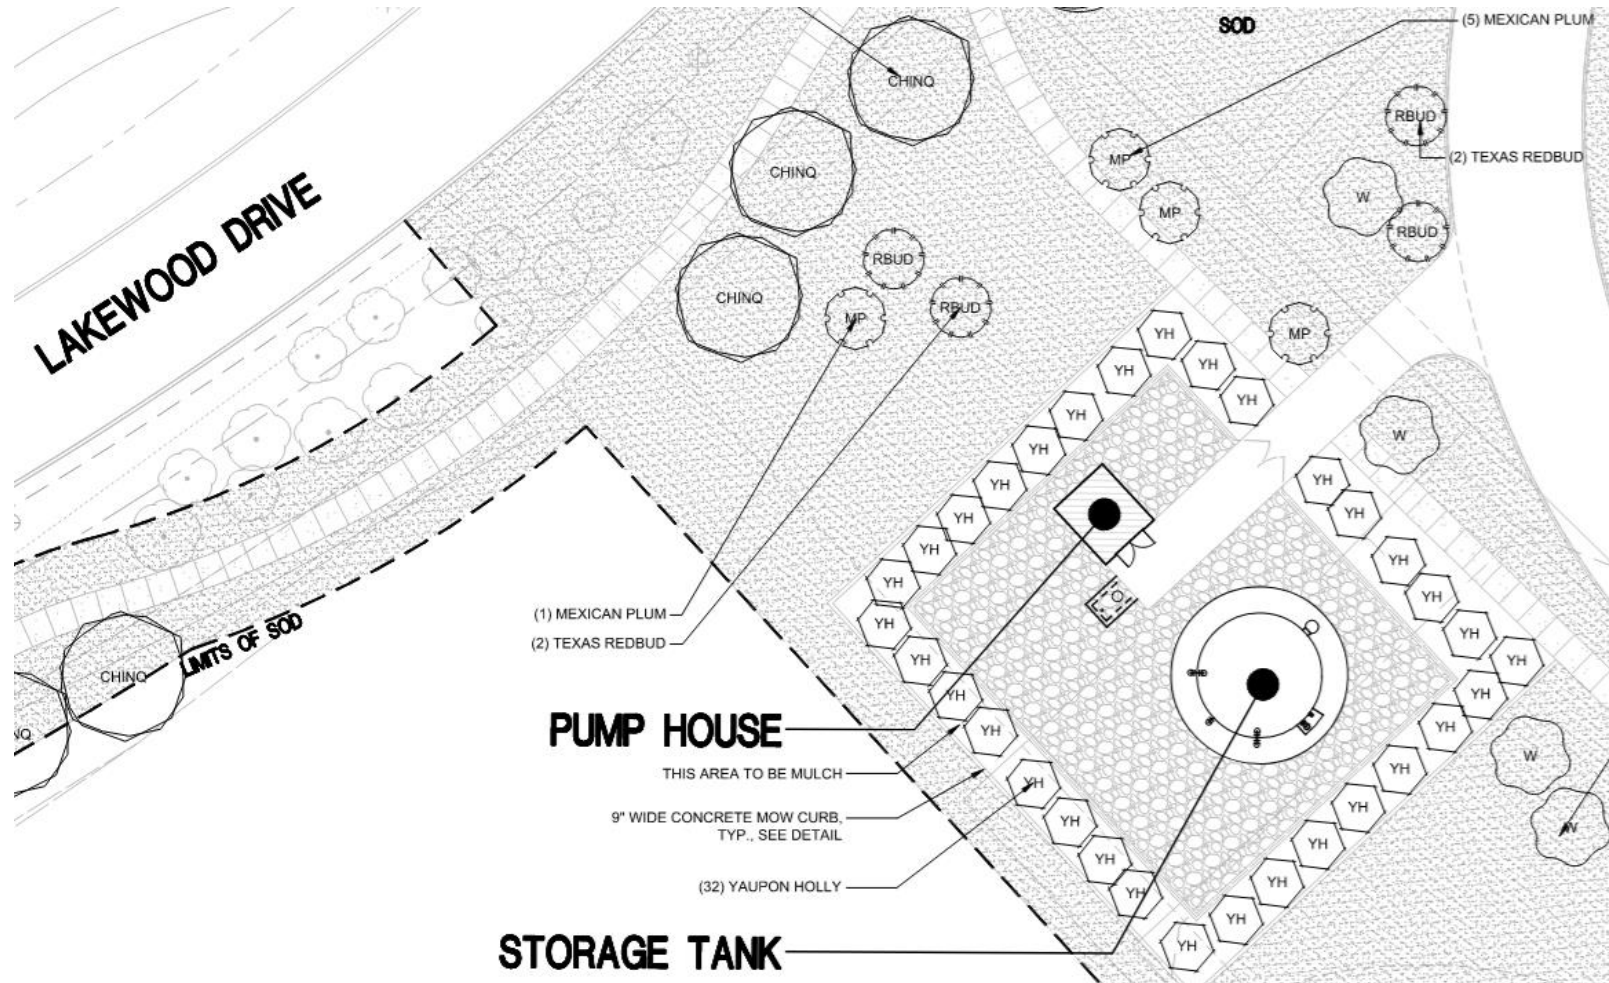 SOD
(5) MEXICAN PLUM
CHINQ
RBUD
MP
(2) TEXAS REDBUD
CHINQ
W
MP
RBUD
LAKEWOOD DRIVE
RBUD
CHINQ
RBUD
MP
MP
YH
YH
YH
YH
YH
W
YH
YH
YH
YH
YH
YH
YH
YH
YH
YH
(1) MEXICAN PLUM
YH
YH
LIMITS OF SOD
(2) TEXAS REDBUD
YH
YH
YH
CHINQ
YH
YH
PUMP HOUSE
YH
YH
NQ
W
THIS AREA TO BE MULCH
YH
YH
9" WIDE CONCRETE MOW CURB,
TYP., SEE DETAIL
YH
YH
W
YH
YH
(32) YAUPON HOLLY
YH
YH
YH
STORAGE TANK
YH